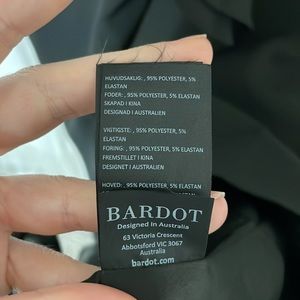 HUVUDSAKLIG: , 95% POLYESTER, 5%
ELASTAN
FODER: , 95% POLYESTER, 5% ELASTAN
SKAPAD I KINA
DESIGNAD I AUSTRALIEN
VIGTIGSTE: , 95% POLYESTER, 5%
ELASTAN
FORING: , 95% POLYESTER, 5% ELASTAN
FREMSTILLET I KINA
DESIGNET I AUSTRALIEN
HOVED: , 95% POLYESTER, 5%
BARDOT
Designed in Australia
63 Victoria Crescent
Abbotsford VIC 3067
Australia
bardot.com